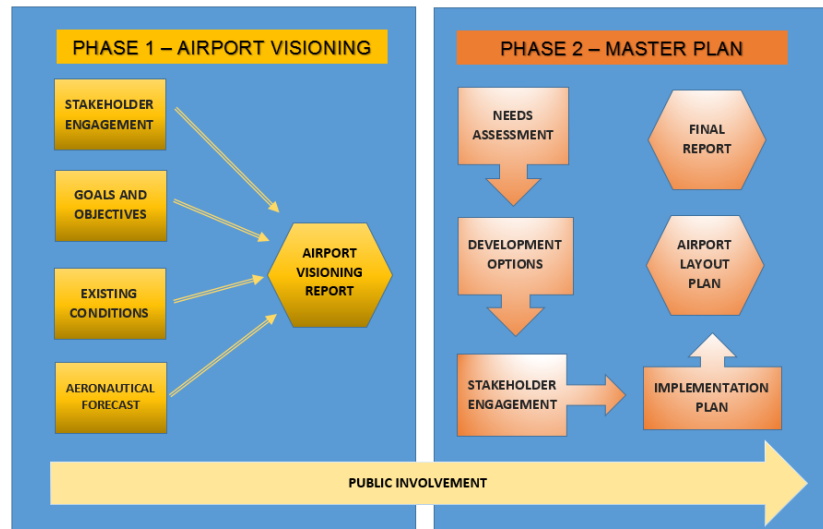 PHASE 1 – AIRPORT VISIONING
STAKEHOLDER
ENGAGEMENT
GOALS AND
OBJECTIVES
EXISTING
CONDITIONS
AERONAUTICAL
FORECAST
AIRPORT
VISIONING
REPORT
PHASE 2 – MASTER PLAN
NEEDS
ASSESSMENT
DEVELOPMENT
OPTIONS
STAKEHOLDER
ENGAGEMENT
IMPLEMENTATION
PLAN
AIRPORT
LAYOUT
PLAN
FINAL
REPORT
PUBLIC INVOLVEMENT